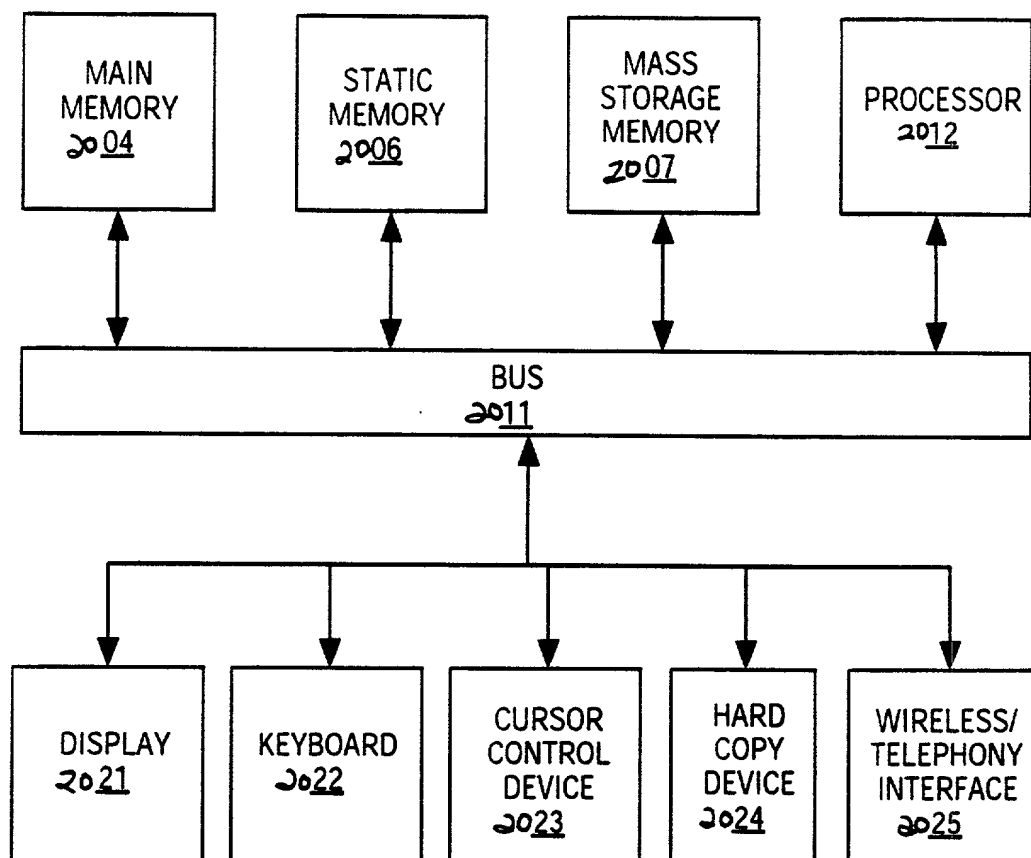 MAIN
MEMORY
2004
STATIC
MEMORY
2006
MASS
STORAGE
MEMORY
2007
PROCESSOR
2012
BUS
2011
DISPLAY
2021
KEYBOARD
2022
CURSOR
CONTROL
DEVICE
2023
HARD
COPY
DEVICE
2024
WIRELESS/
TELEPHONY
INTERFACE
2025